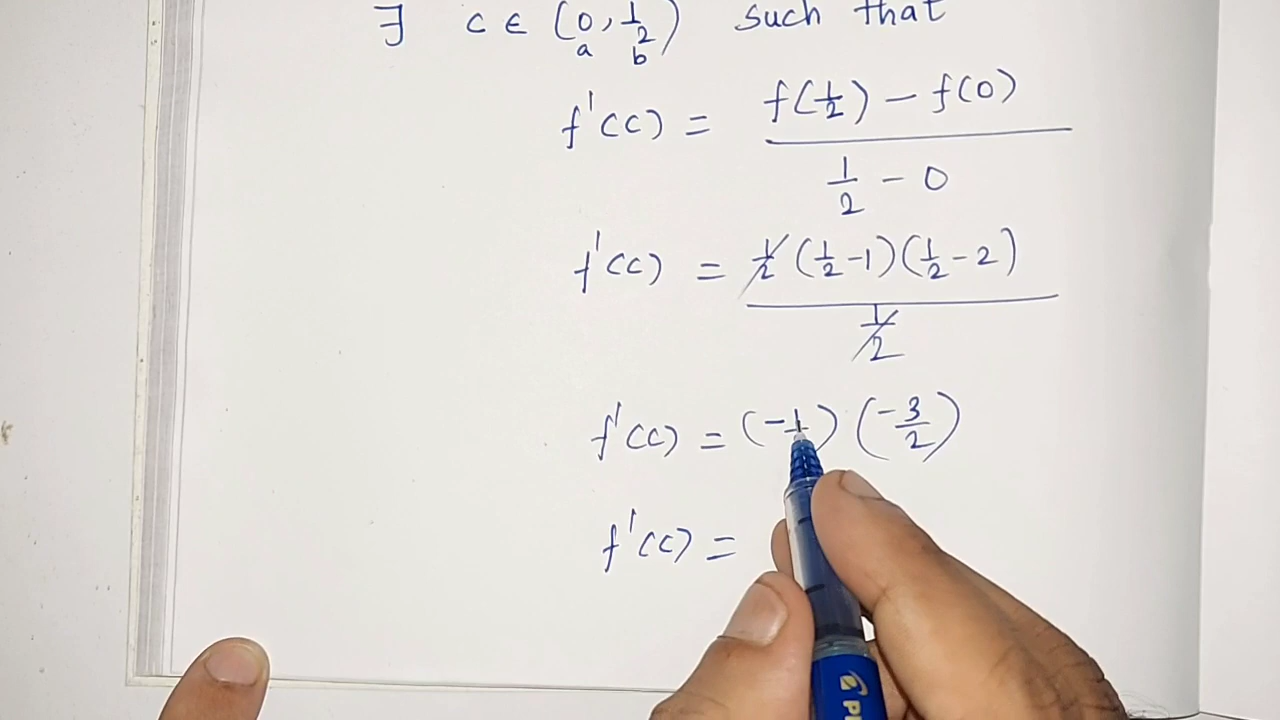 ∃ c ∈ (0, 1/2) such that
a b
f'(c) = f(1/2) - f(0)
1/2 - 0
f'(c) = 1/2 (1/2 - 1)(1/2 - 2)
1/2
f'(c) = (-1 ) (-3/2)
f'(c) =